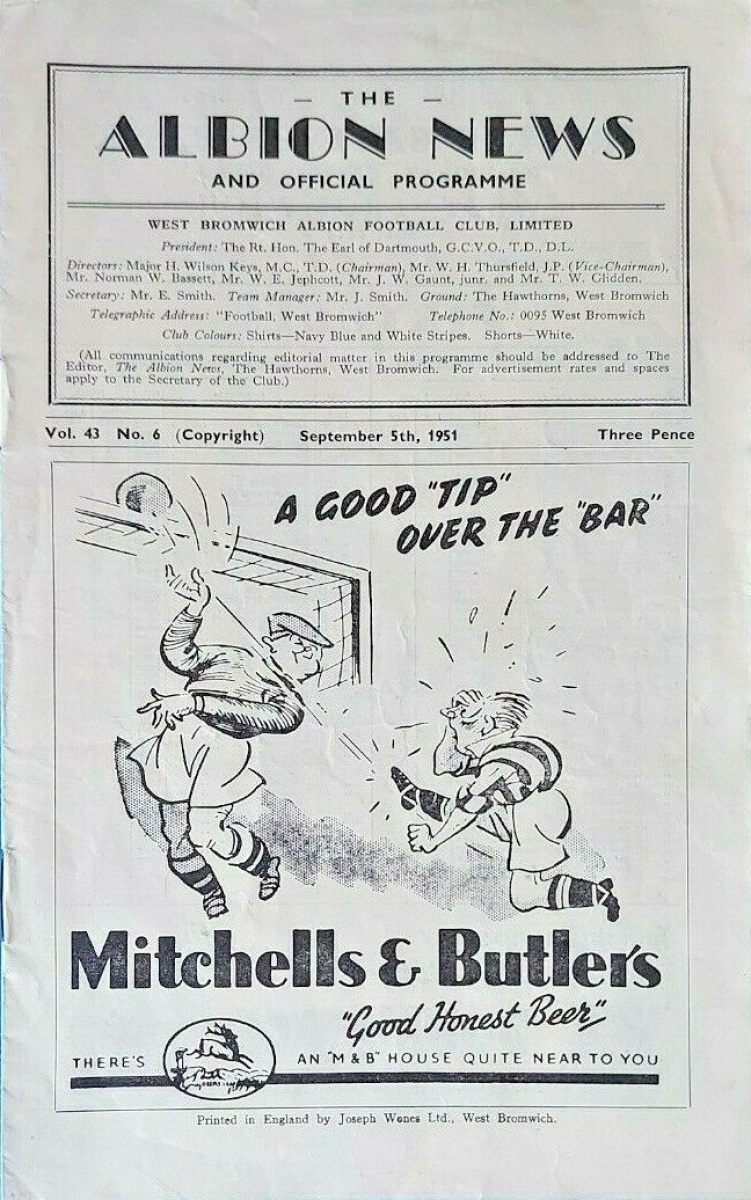 — THE —
ALBION NEWS
AND OFFICIAL PROGRAMME
WEST BROMWICH ALBION FOOTBALL CLUB, LIMITED
President: The Rt. Hon. The Earl of Dartmouth, G.C.V.O., T.D., D.L.
Directors: Major H. Wilson Keys, M.C., T.D. (Chairman), Mr. W. H. Thursfield, J.P. (Vice-Chairman),
Mr. Norman W. Bassett, Mr. W. E. Jephcott, Mr. J. W. Gaunt, junr. and Mr. T. W. Glidden.
Secretary: Mr. E. Smith. Team Manager: Mr. J. Smith. Ground: The Hawthorns, West Bromwich
Telegraphic Address: "Football, West Bromwich" Telephone No.: 0095 West Bromwich
Club Colours: Shirts—Navy Blue and White Stripes. Shorts—White.
(All communications regarding editorial matter in this programme should be addressed to The
Editor, The Albion News, The Hawthorns, West Bromwich. For advertisement rates and spaces
apply to the Secretary of the Club.)
Vol. 43 No. 6 (Copyright) September 5th, 1951 Three Pence
A GOOD "TIP"
OVER THE "BAR"
Mitchells & Butler's
"Good Honest Beer"
THERE'S AN "M & B" HOUSE QUITE NEAR TO YOU
Printed in England by Joseph Wones Ltd., West Bromwich.